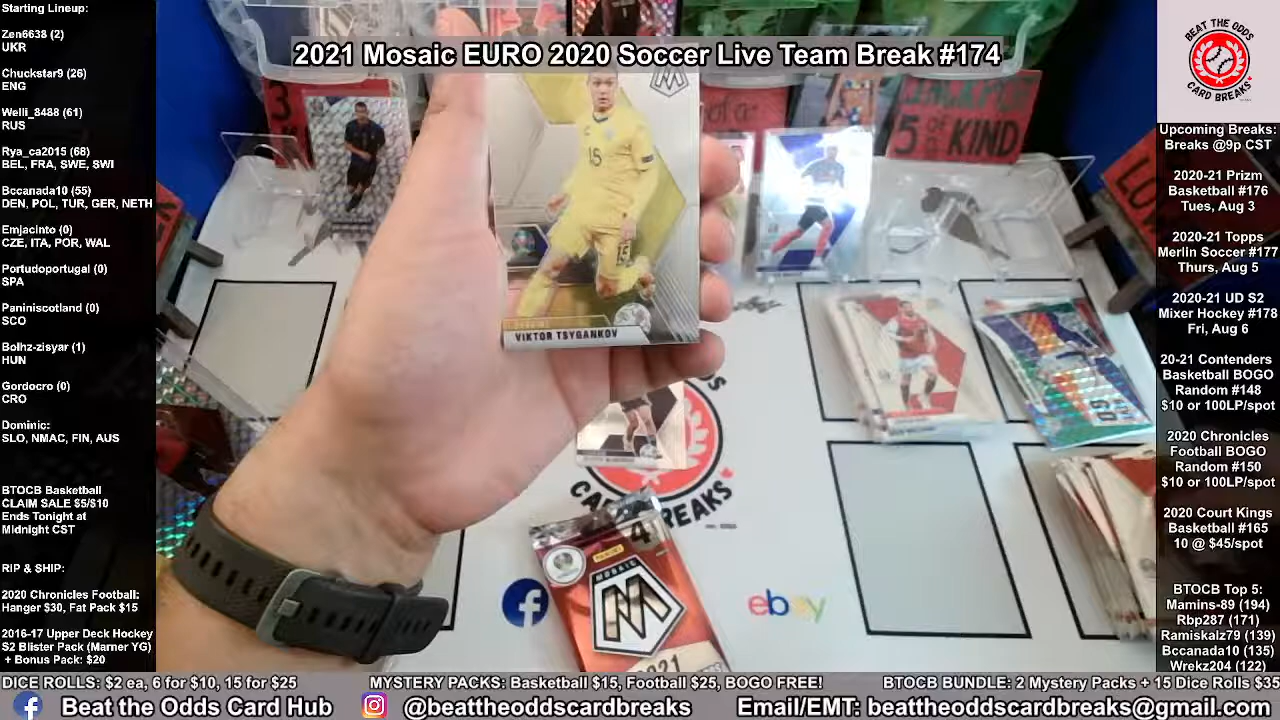 Starting Lineup:
Zen6638 (2)
UKR
Chuckstar9 (26)
ENG
Welli_8488 (61)
RUS
Rya_ca2015 (68)
BEL, FRA, SWE, SWI
Bccanada10 (55)
DEN, POL, TUR, GER, NETH
Emjacinto (0)
CZE, ITA, POR, WAL
Portudoportugal (0)
SPA
Paniniscotland (0)
SCO
Bolhz-zisyar (1)
HUN
Gordocro (0)
CRO
Dominic:
SLO, NMAC, FIN, AUS
BTOCB Basketball
CLAIM SALE $5/$10
Ends Tonight at
Midnight CST
RIP & SHIP:
2020 Chronicles Football:
Hanger $30, Fat Pack $15
2016-17 Upper Deck Hockey
S2 Blister Pack (Marner YG)
+ Bonus Pack: $20
2021 Mosaic EURO 2020 Soccer Live Team Break #174
3
of a
JACKPOT
5 OF KIND
15
15
VIKTOR TSYGANKOV
CARD BREAKS
4
PANINI
MOSAIC
M
2021
ebay
BEAT THE ODDS
CARD BREAKS
Upcoming Breaks:
Breaks @9p CST
2020-21 Prizm
Basketball #176
Tues, Aug 3
2020-21 Topps
Merlin Soccer #177
Thurs, Aug 5
2020-21 UD S2
Mixer Hockey #178
Fri, Aug 6
20-21 Contenders
Basketball BOGO
Random #148
$10 or 100LP/spot
2020 Chronicles
Football BOGO
Random #150
$10 or 100LP/spot
2020 Court Kings
Basketball #165
10 @ $45/spot
BTOCB Top 5:
Mamins-89 (194)
Rbp287 (171)
Ramiskalz79 (139)
Bccanada10 (135)
Wrekz204 (122)
DICE ROLLS: $2 ea, 6 for $10, 15 for $25
MYSTERY PACKS: Basketball $15, Football $25, BOGO FREE!
BTOCB BUNDLE: 2 Mystery Packs + 15 Dice Rolls $35
Beat the Odds Card Hub
@beattheoddscardbreaks
Email/EMT: beattheoddscardbreaks@gmail.com